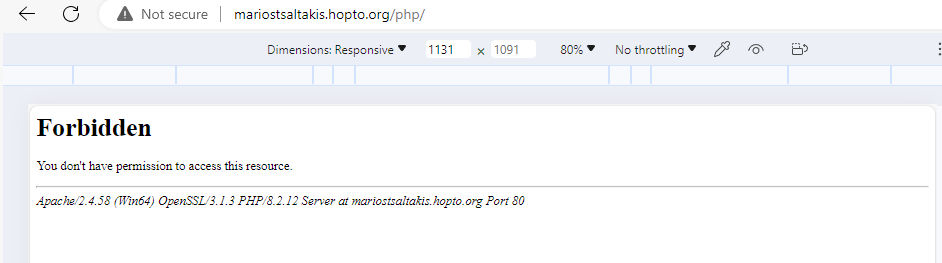 Not secure | mariostsaltakis.hopto.org/php/
Dimensions: Responsive 1131 × 1091 80% No throttling
Forbidden
You don't have permission to access this resource.
Apache/2.4.58 (Win64) OpenSSL/3.1.3 PHP/8.2.12 Server at mariostsaltakis.hopto.org Port 80